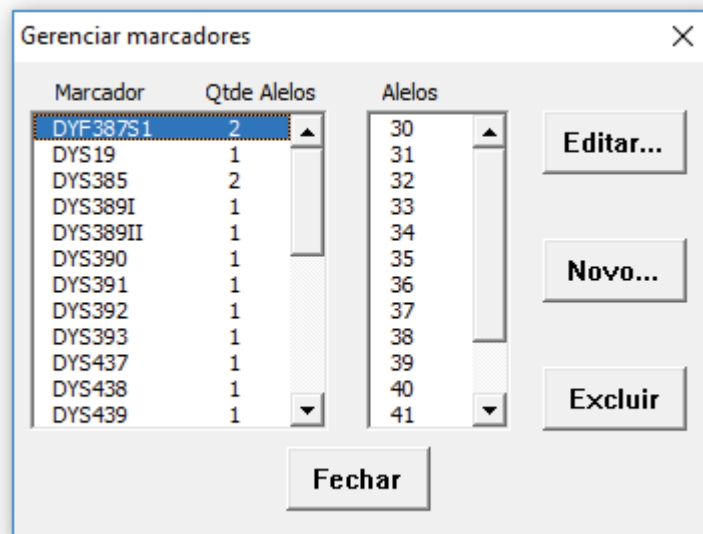 Gerenciar marcadores
Marcador Qtde Alelos Alelos
DYF387S1 2 30
DYS19 1 31
DYS385 2 32
DYS389I 1 33
DYS389II 1 34
DYS390 1 35
DYS391 1 36
DYS392 1 37
DYS393 1 38
DYS437 1 39
DYS438 1 40
DYS439 1 41
Editar...
Novo...
Excluir
Fechar